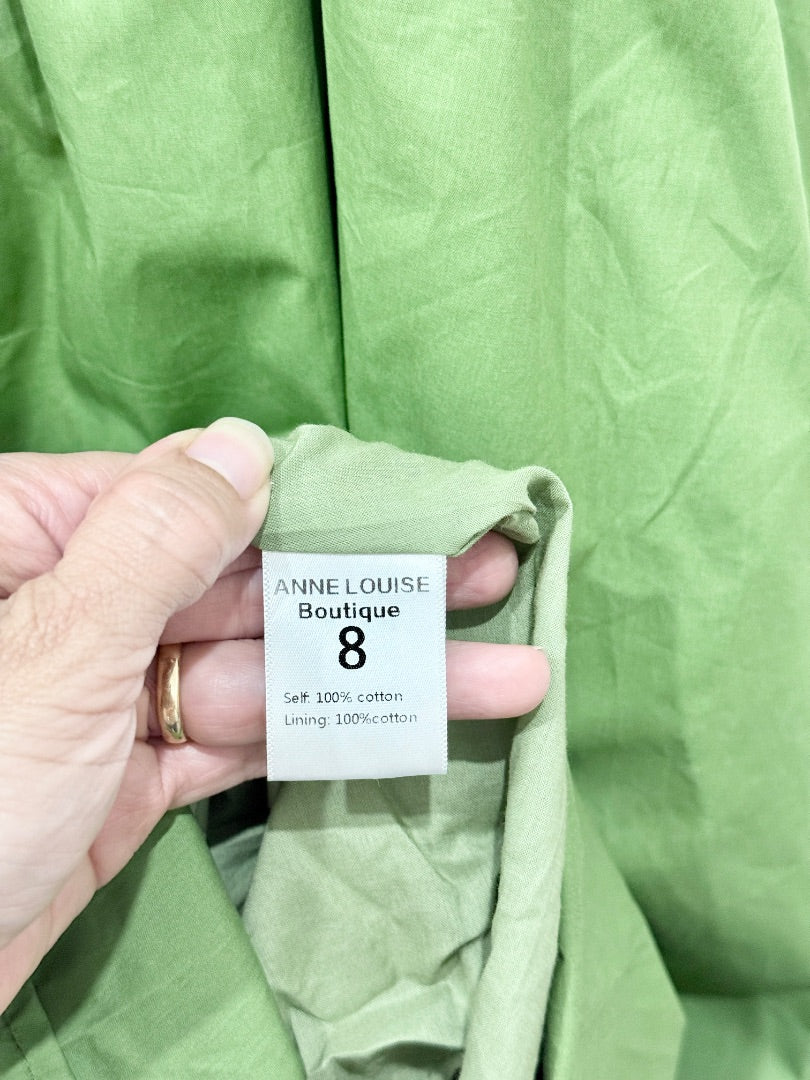 ANNE LOUISE
Boutique
8
Self: 100% cotton
Lining: 100%cotton